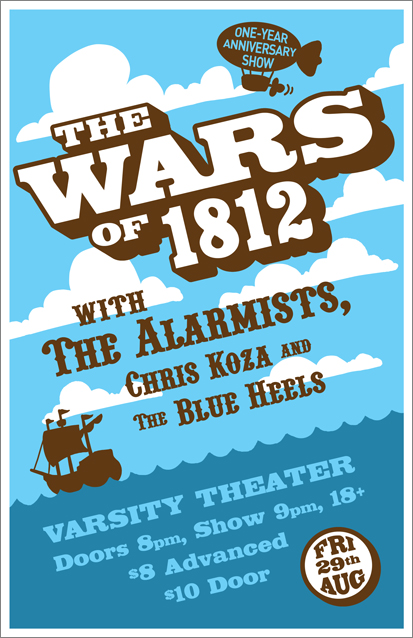 ONE-YEAR
ANNIVERSARY
SHOW
THE
WARS
OF 1812
WITH
THE ALARMISTS,
CHRIS KOZA AND
THE BLUE HEELS
VARSITY THEATER
Doors 8pm, Show 9pm, 18+
$8 Advanced
$10 Door
FRI
29th
AUG